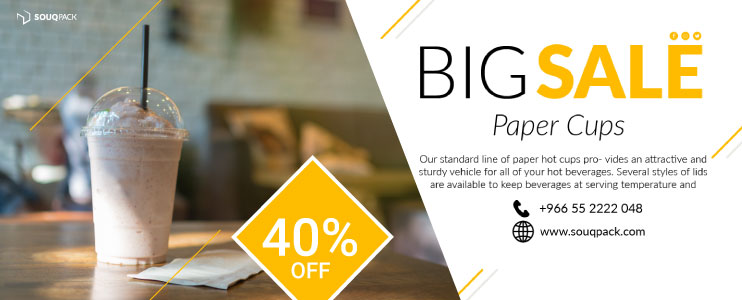 SOUQPACK
BIG SALE
Paper Cups
Our standard line of paper hot cups pro- vides an attractive and
sturdy vehicle for all of your hot beverages. Several styles of lids
are available to keep beverages at serving temperature and
+966 55 2222 048
www.souqpack.com
40%
OFF